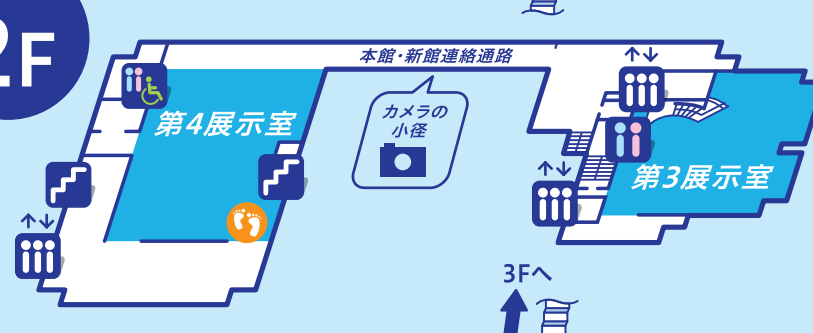 2F
本館・新館連絡通路
カメラの
小径
第4展示室
第3展示室
3Fへ